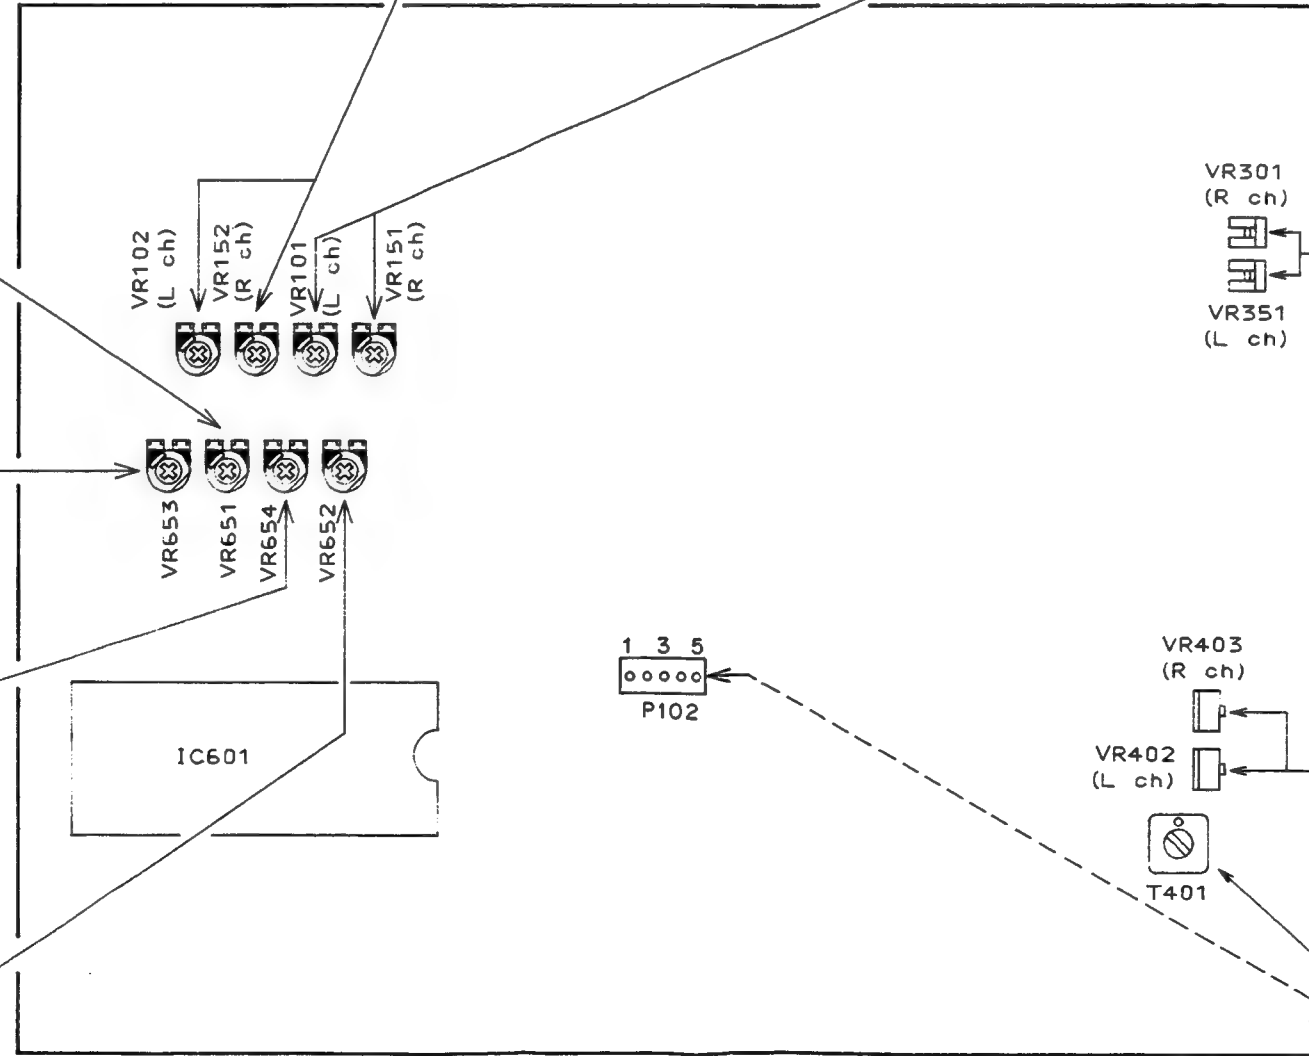 VR301
(R ch)
VR102
(L ch)
VR152
(R ch)
VR101
(L ch)
VR151
(R ch)
VR351
(L ch)
VR653
VR651
VR654
VR652
1 3 5
P102
VR403
(R ch)
IC601
VR402
(L ch)
T401